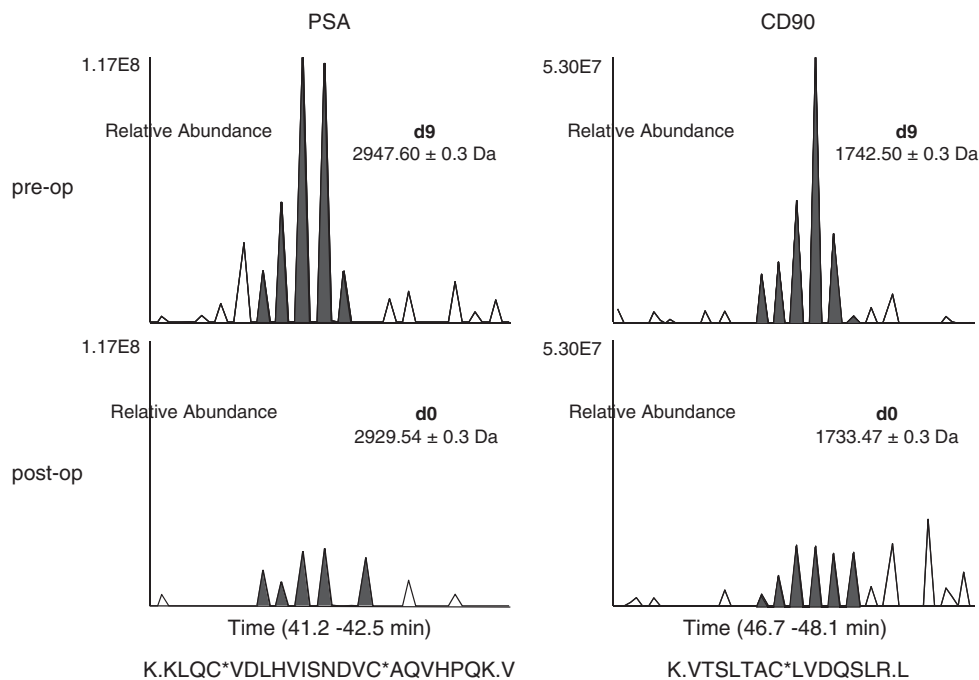 PSA
CD90
1.17E8
5.30E7
Relative Abundance
d9
2947.60 ± 0.3 Da
Relative Abundance
d9
1742.50 ± 0.3 Da
pre-op
1.17E8
5.30E7
Relative Abundance
d0
2929.54 ± 0.3 Da
Relative Abundance
d0
1733.47 ± 0.3 Da
post-op
Time (41.2 -42.5 min)
Time (46.7 -48.1 min)
K.KLQC*VDLHVISNDVC*AQVHPQK.V
K.VTSLTAC*LVDQSLR.L